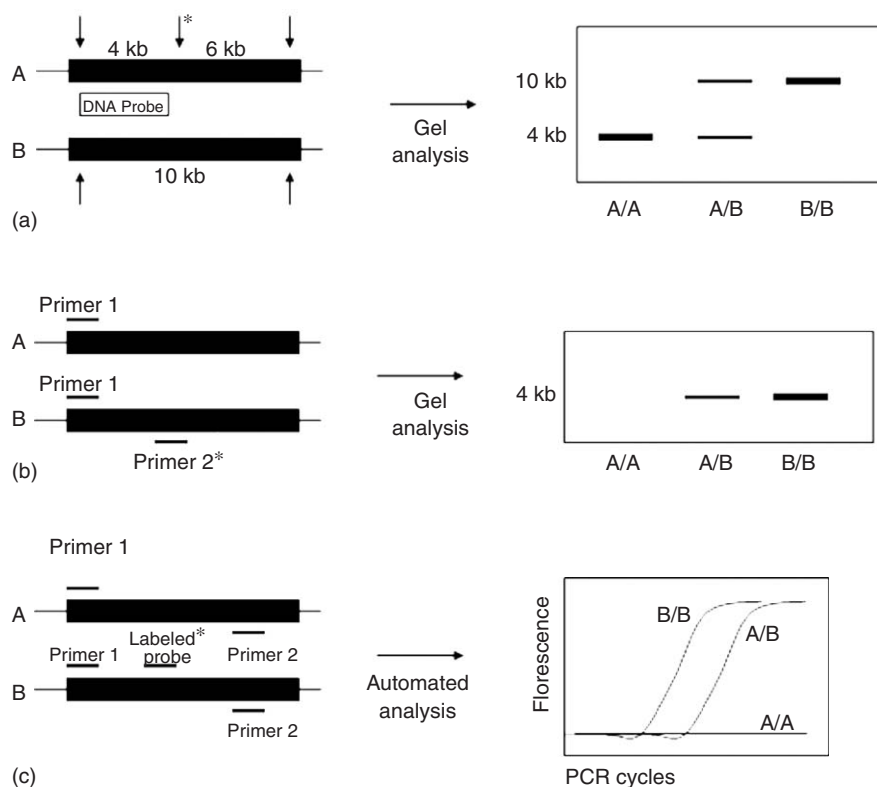 *
4 kb 6 kb
A
DNA Probe
B
10 kb
(a)
Gel
analysis
10 kb
4 kb
A/A A/B B/B
Primer 1
A
Primer 1
B
Primer 2*
(b)
Gel
analysis
4 kb
A/A A/B B/B
Primer 1
A
Labeled*
Primer 1 probe Primer 2
B
Primer 2
(c)
Automated
analysis
Florescence
B/B
A/B
A/A
PCR cycles